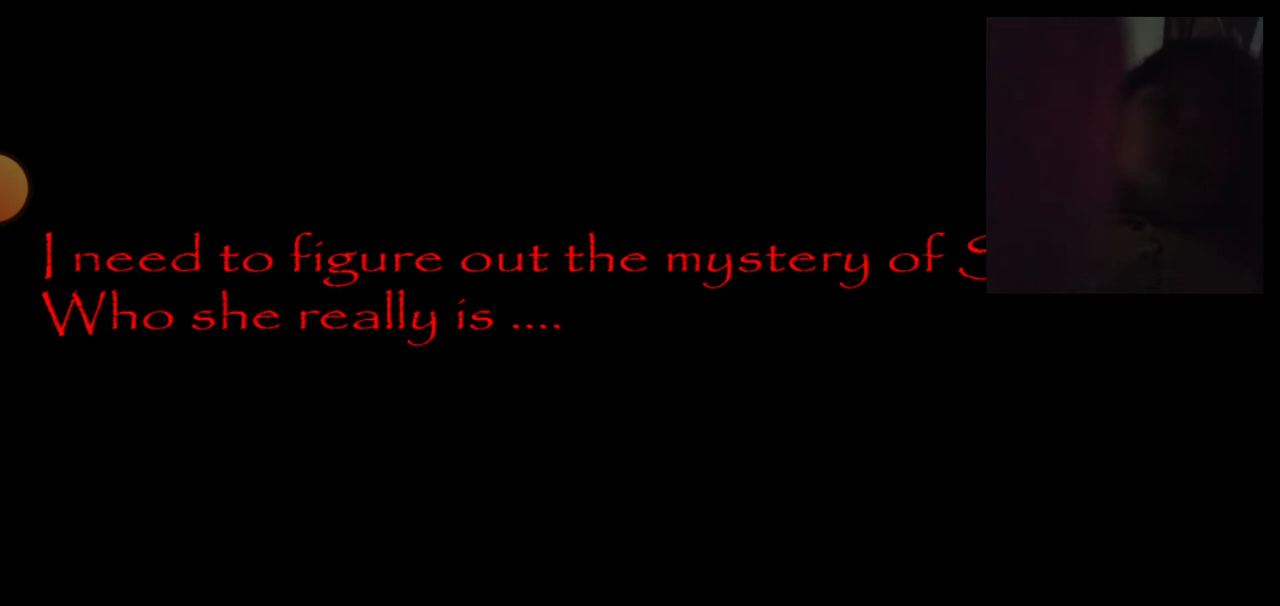 I need to figure out the mystery of
Who she really is ....